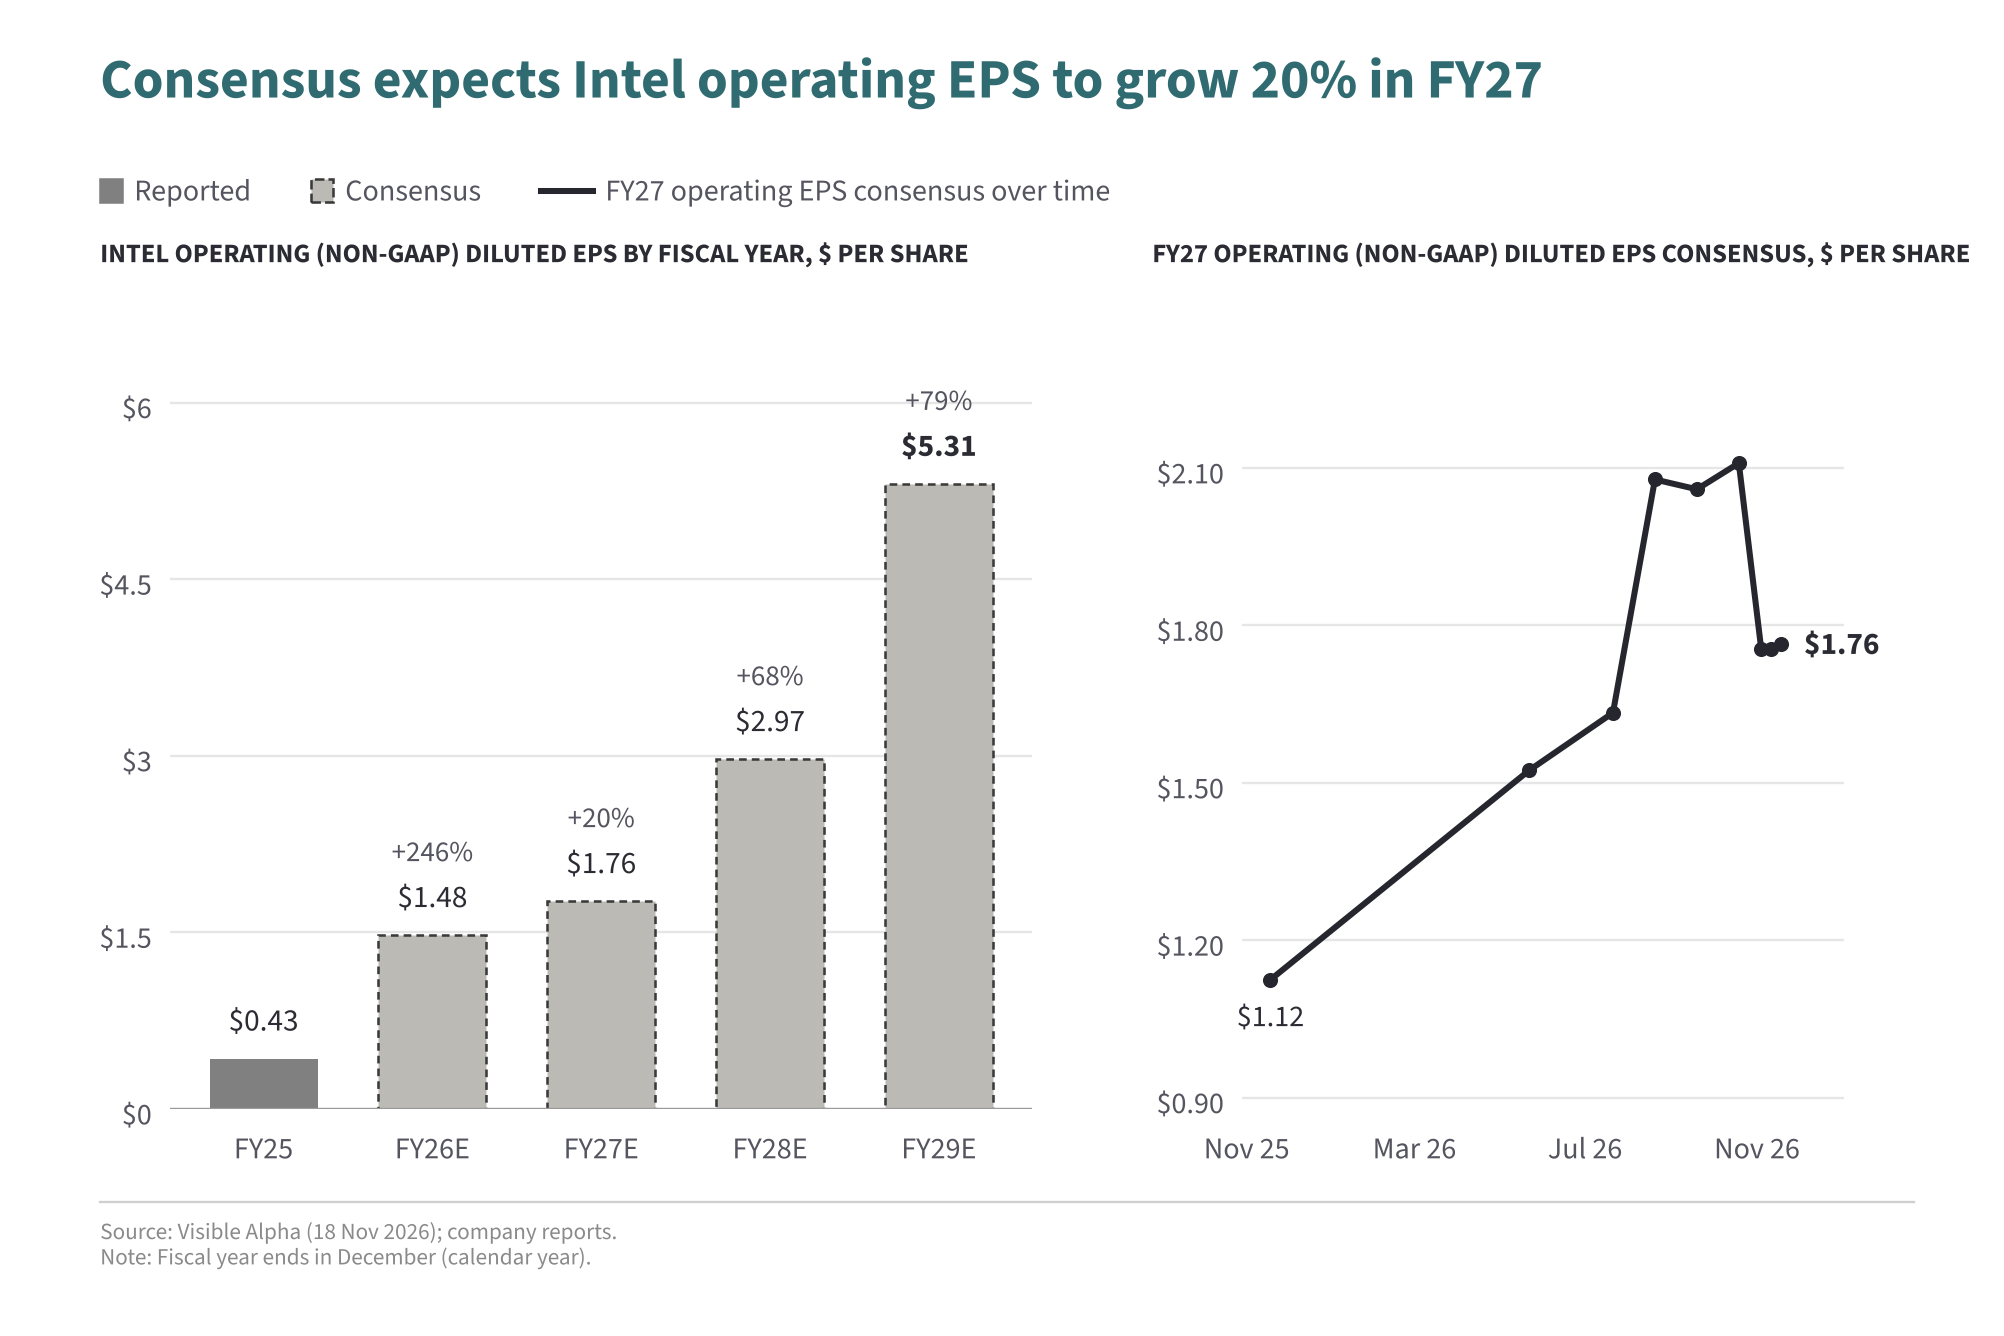 Consensus expects Intel operating EPS to grow 20% in FY27
Reported
Consensus
FY27 operating EPS consensus over time
INTEL OPERATING (NON-GAAP) DILUTED EPS BY FISCAL YEAR, $ PER SHARE
$6
$4.5
$3
$1.5
$0
$0.43
+246%
$1.48
+20%
$1.76
+68%
$2.97
+79%
$5.31
FY25
FY26E
FY27E
FY28E
FY29E
FY27 OPERATING (NON-GAAP) DILUTED EPS CONSENSUS, $ PER SHARE
$2.10
$1.80
$1.50
$1.20
$0.90
$1.12
$1.76
Nov 25
Mar 26
Jul 26
Nov 26
Source: Visible Alpha (18 Nov 2026); company reports.
Note: Fiscal year ends in December (calendar year).